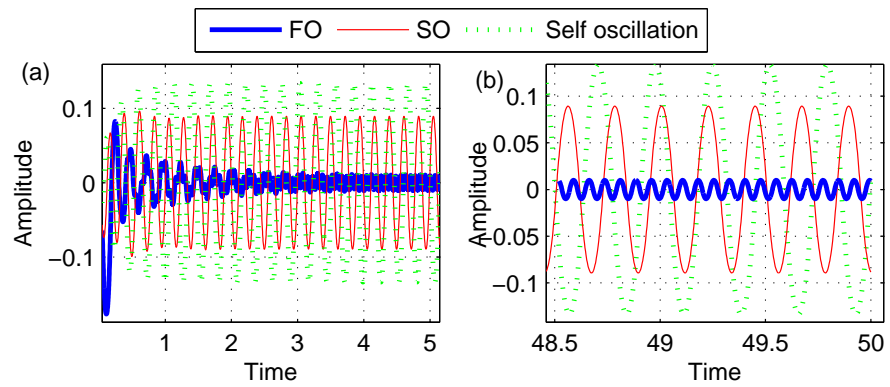 FO SO Self oscillation
(a)
0.1
0
−0.1
Amplitude
1 2 3 4 5
Time
(b)
0.1
0.05
0
−0.05
−0.1
Amplitude
48.5 49 49.5 50
Time